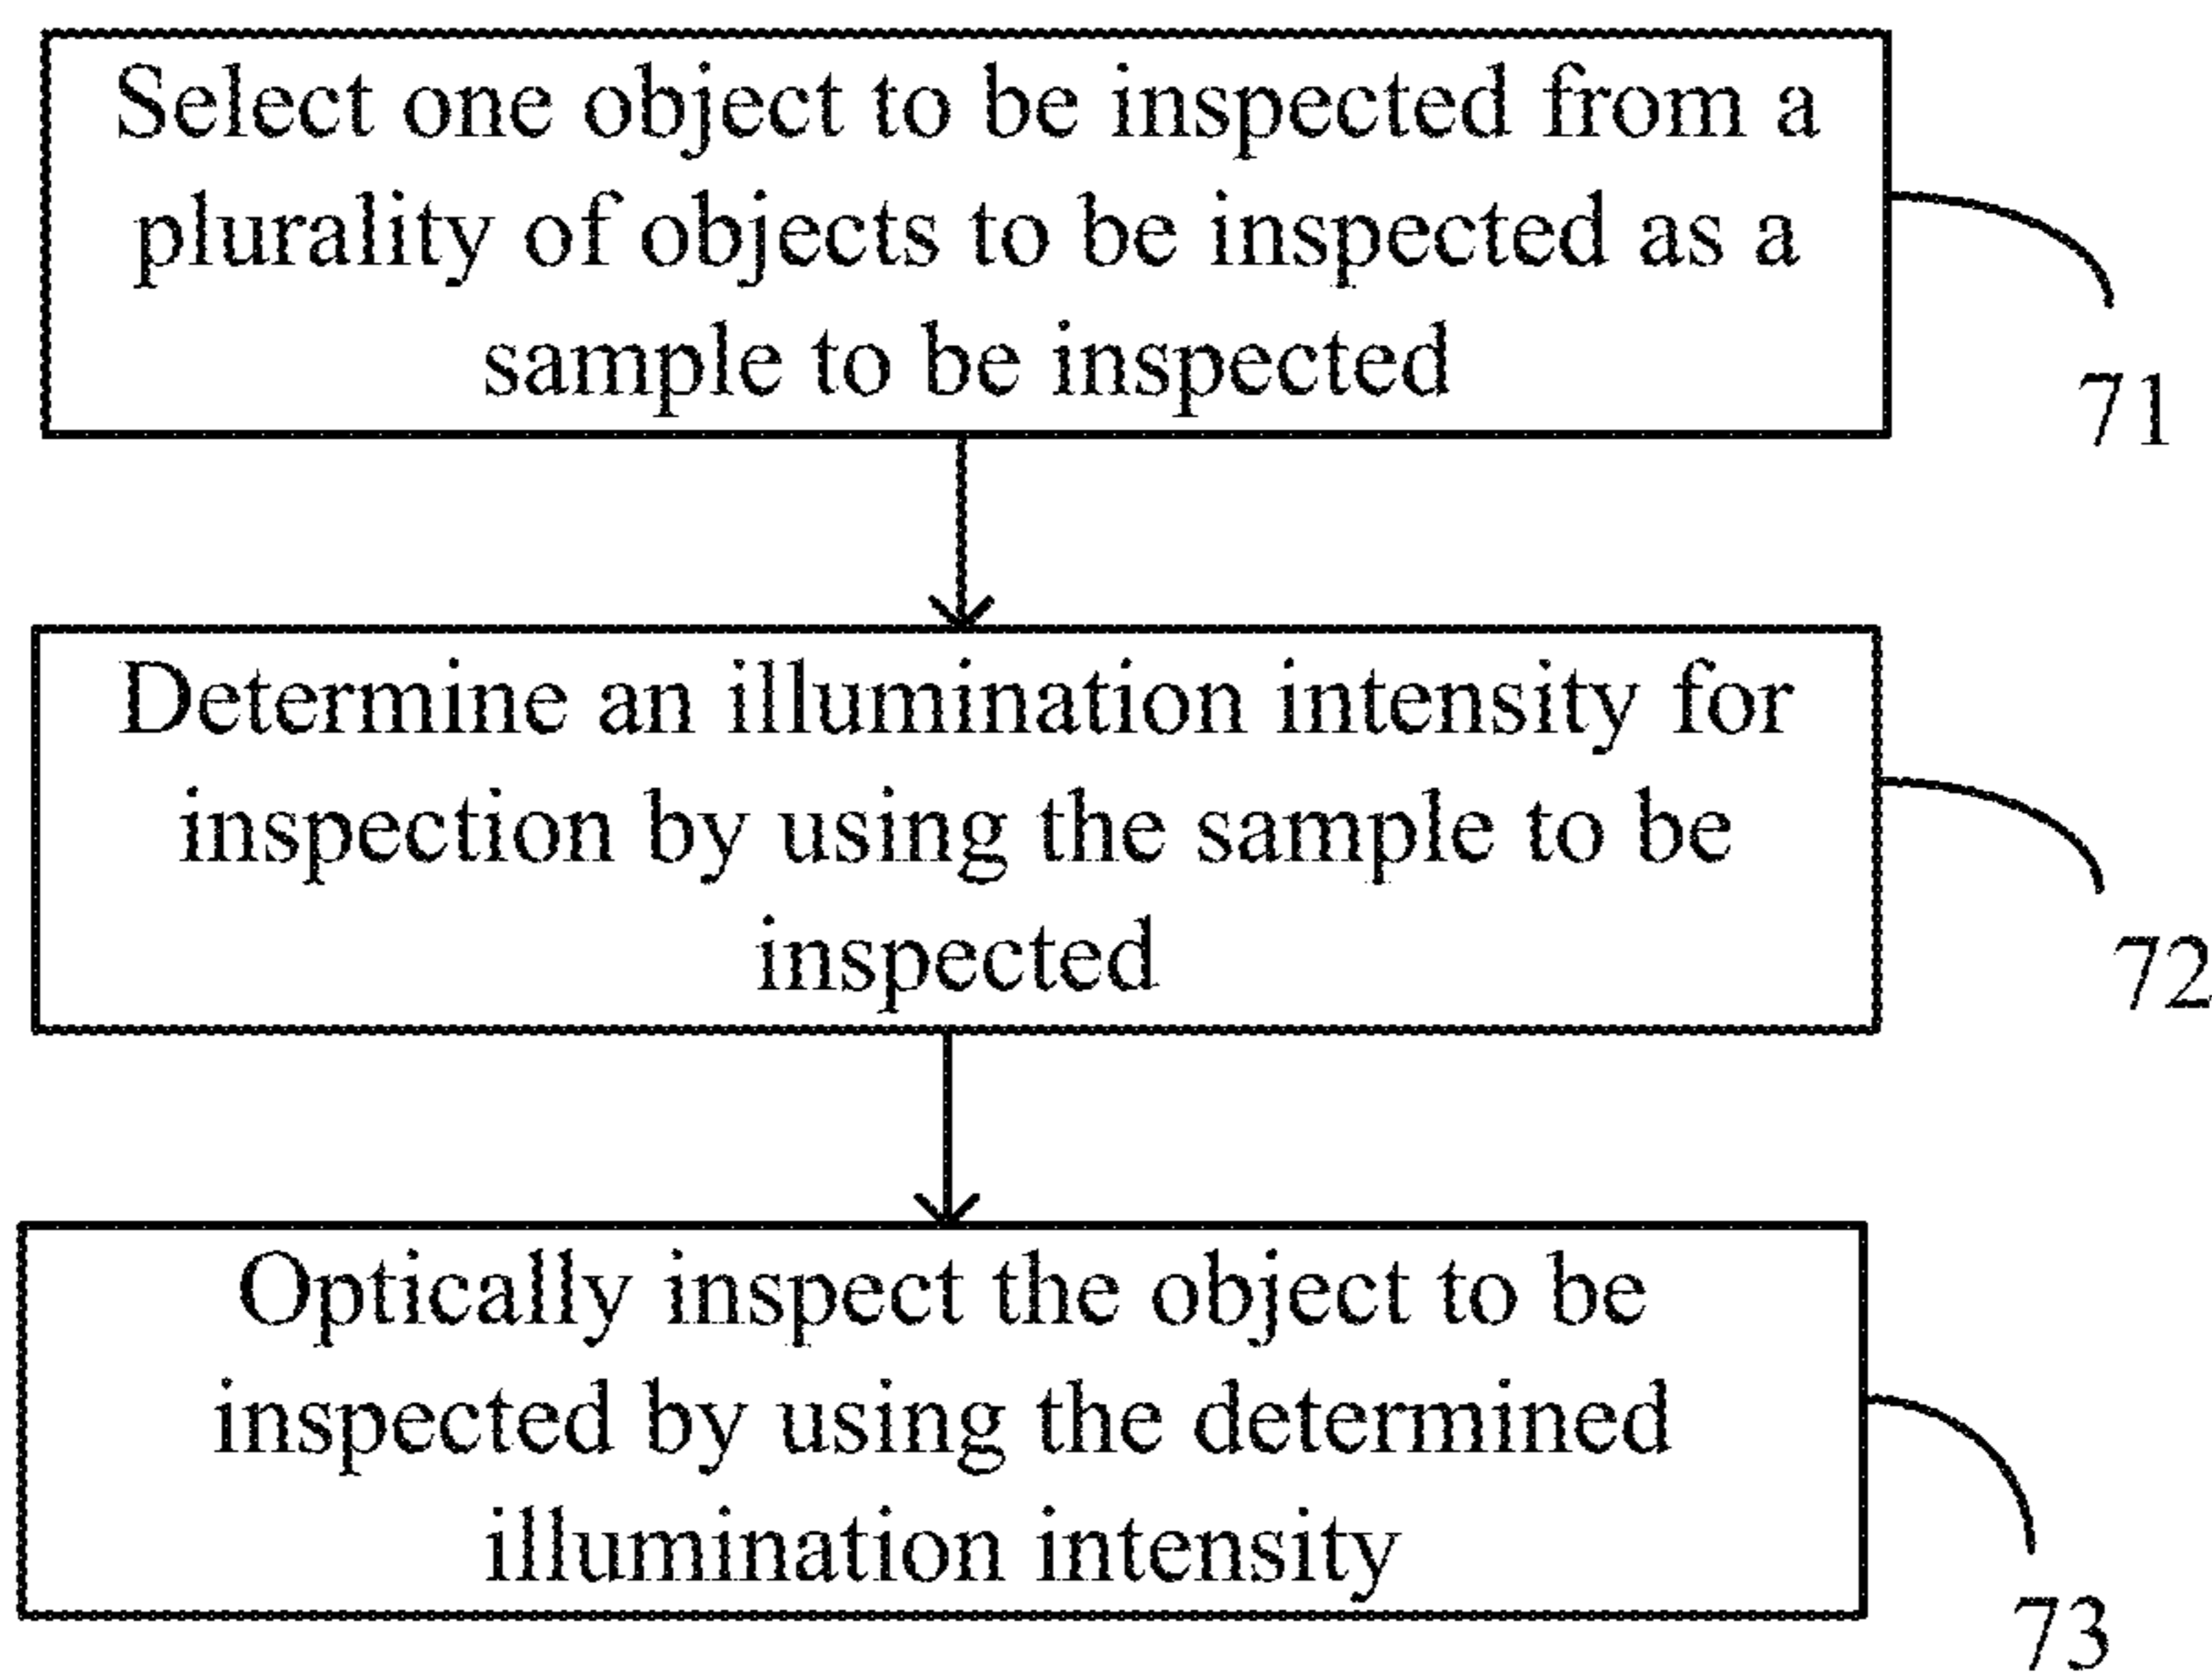 Select one object to be inspected from a
plurality of objects to be inspected as a
sample to be inspected
71
Determine an illumination intensity for
inspection by using the sample to be
inspected
72
Optically inspect the object to be
inspected by using the determined
illumination intensity
73